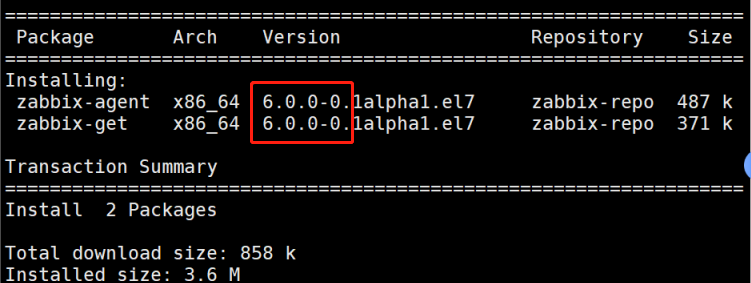 ================================================================
Package Arch Version Repository Size
================================================================
Installing:
zabbix-agent x86_64 6.0.0-0.1alpha1.el7 zabbix-repo 487 k
zabbix-get x86_64 6.0.0-0.1alpha1.el7 zabbix-repo 371 k
Transaction Summary
================================================================
Install 2 Packages
Total download size: 858 k
Installed size: 3.6 M